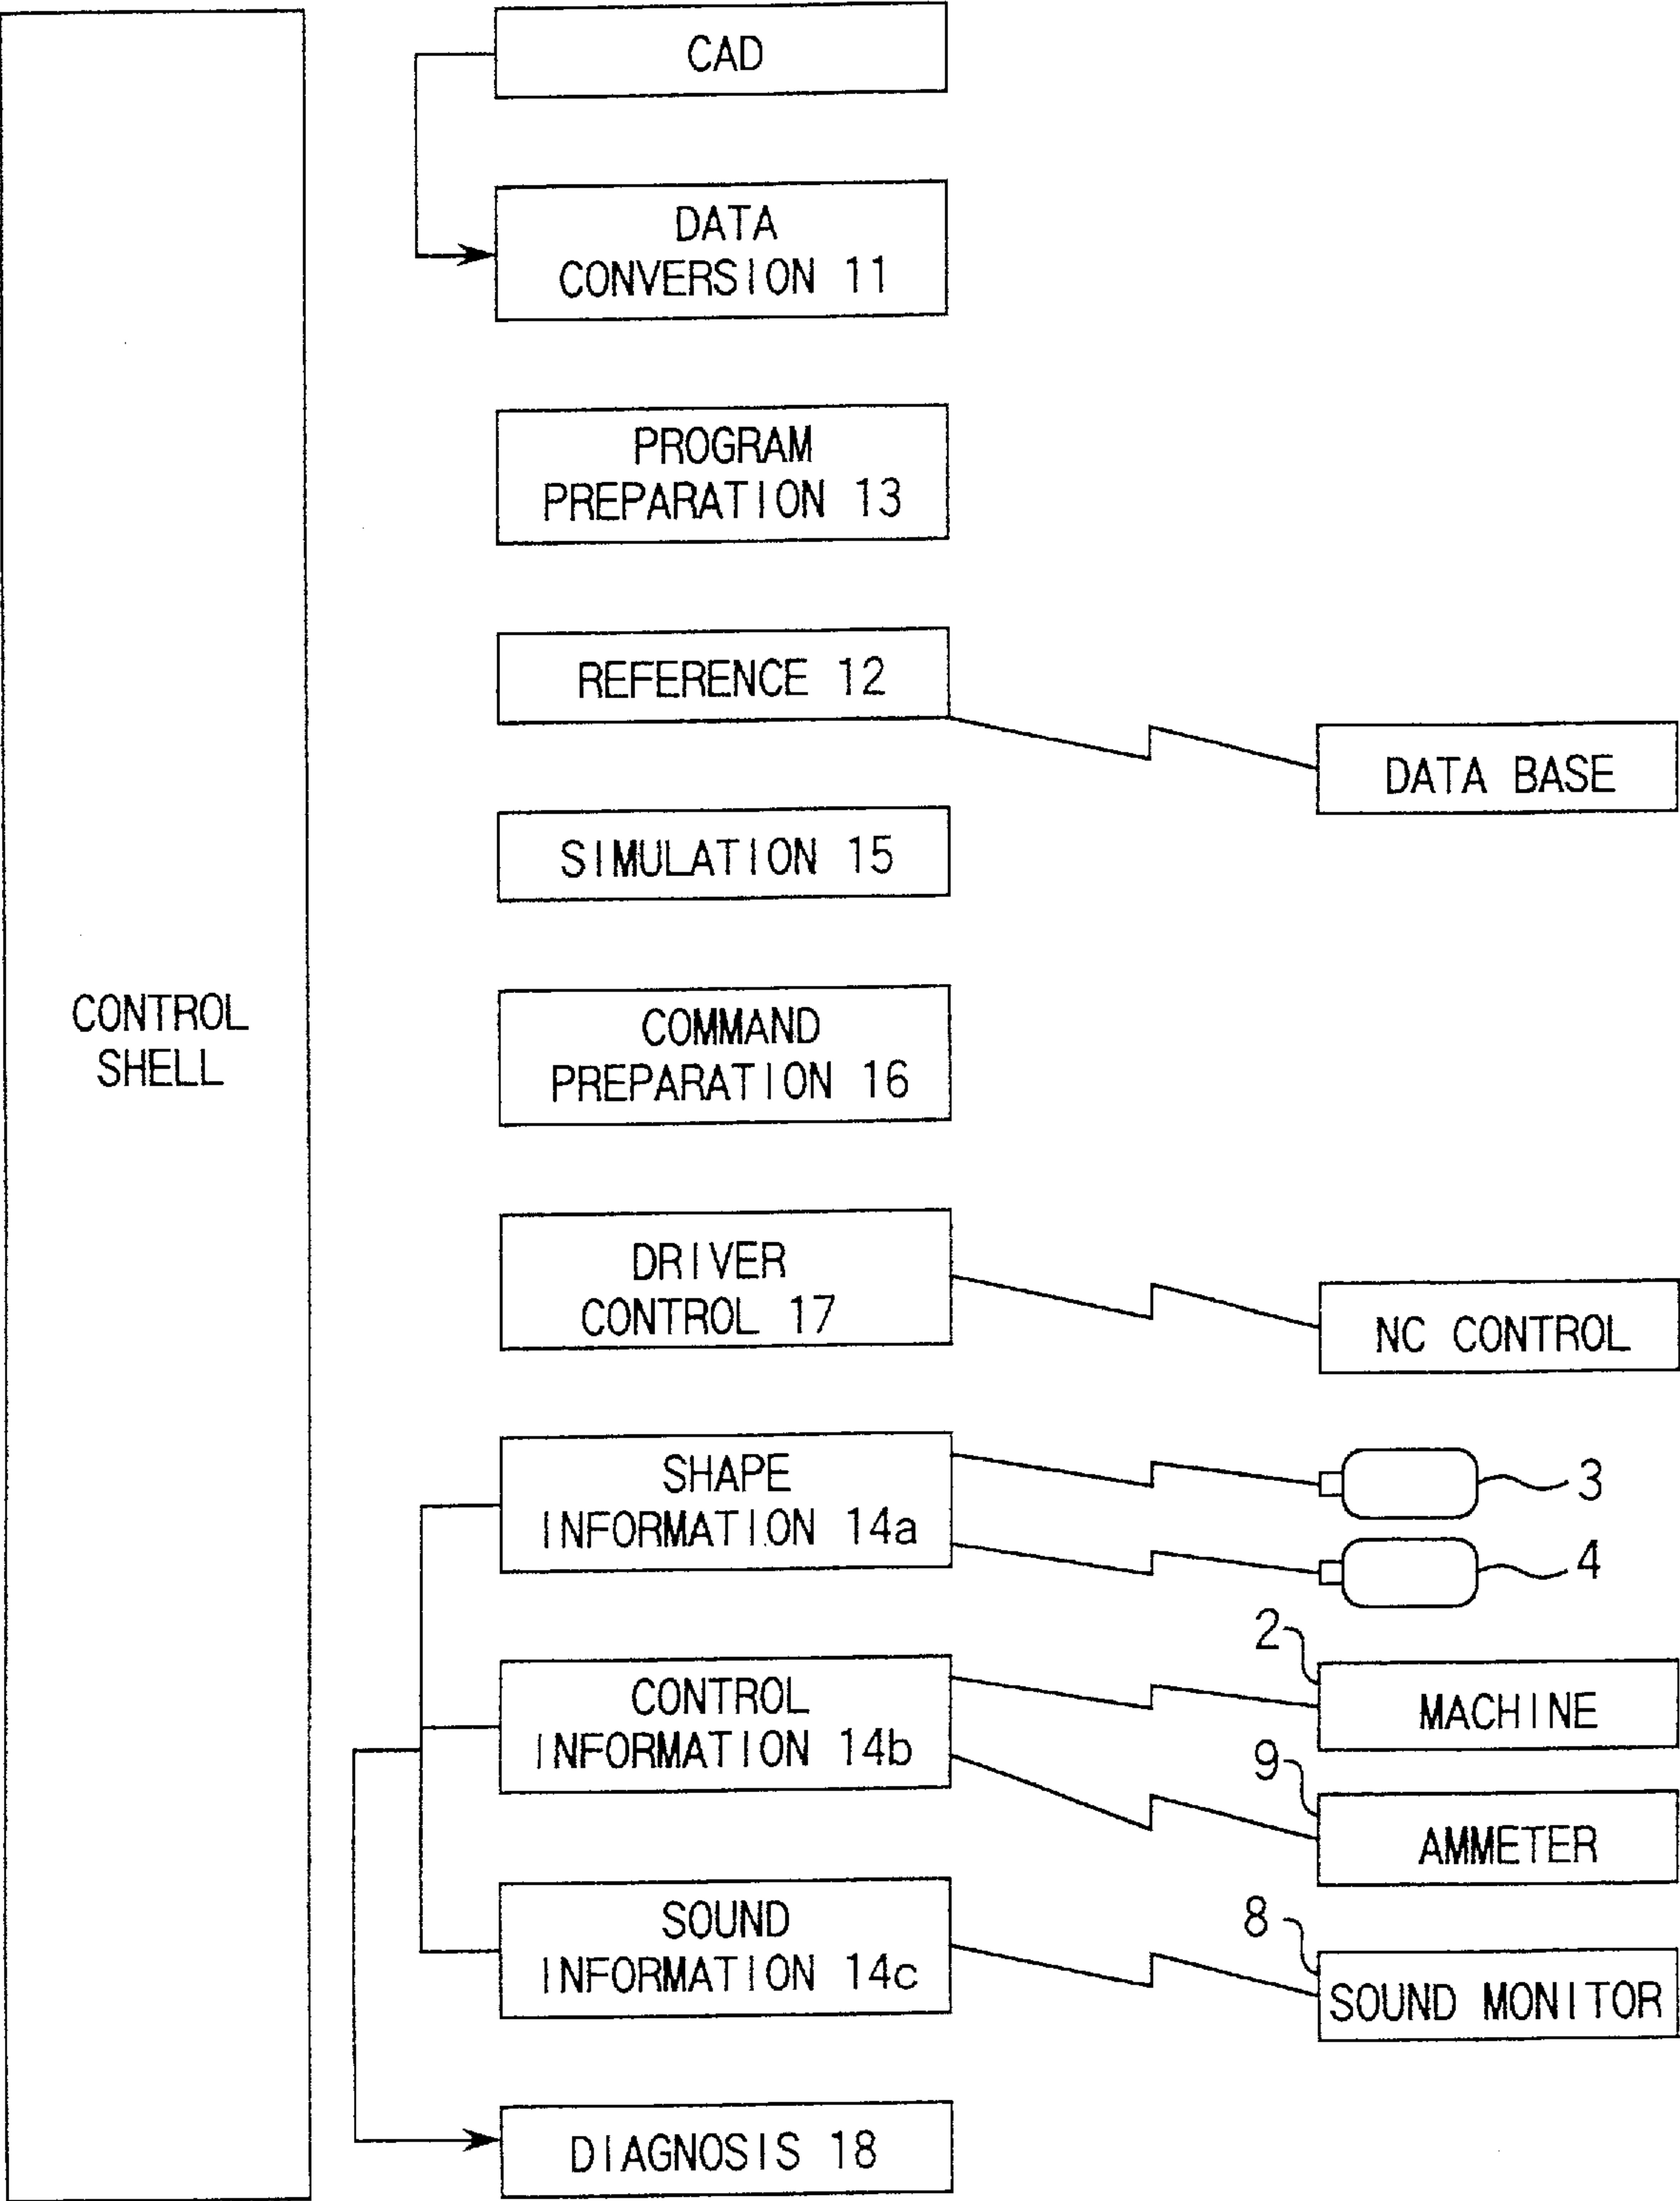 CAD
DATA
CONVERSION 11
PROGRAM
PREPARATION 13
REFERENCE 12
DATA BASE
SIMULATION 15
CONTROL
SHELL
COMMAND
PREPARATION 16
DRIVER
CONTROL 17
NC CONTROL
SHAPE
INFORMATION 14a
3
4
CONTROL
INFORMATION 14b
2
MACHINE
9
AMMETER
SOUND
INFORMATION 14c
8
SOUND MONITOR
DIAGNOSIS 18